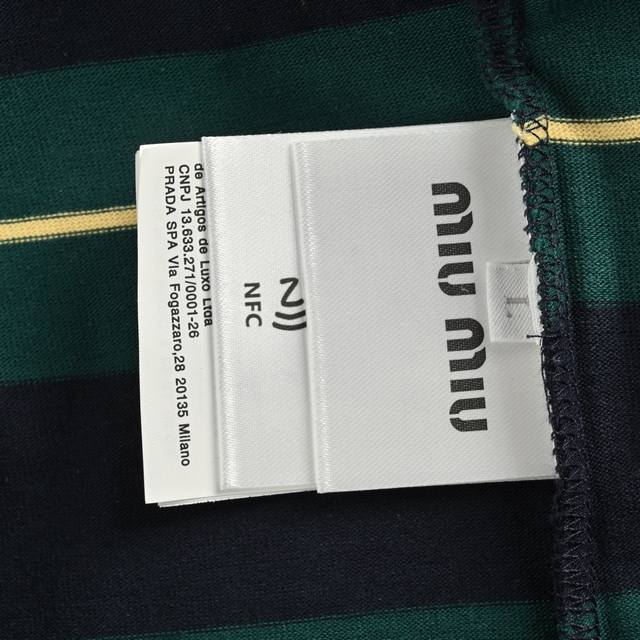 miu miu
L
NFC
de Artigos de Luxo Ltda
CNPJ 13.633.271/0001-26
PRADA SPA Via Fogazzaro,28 20135 Milano